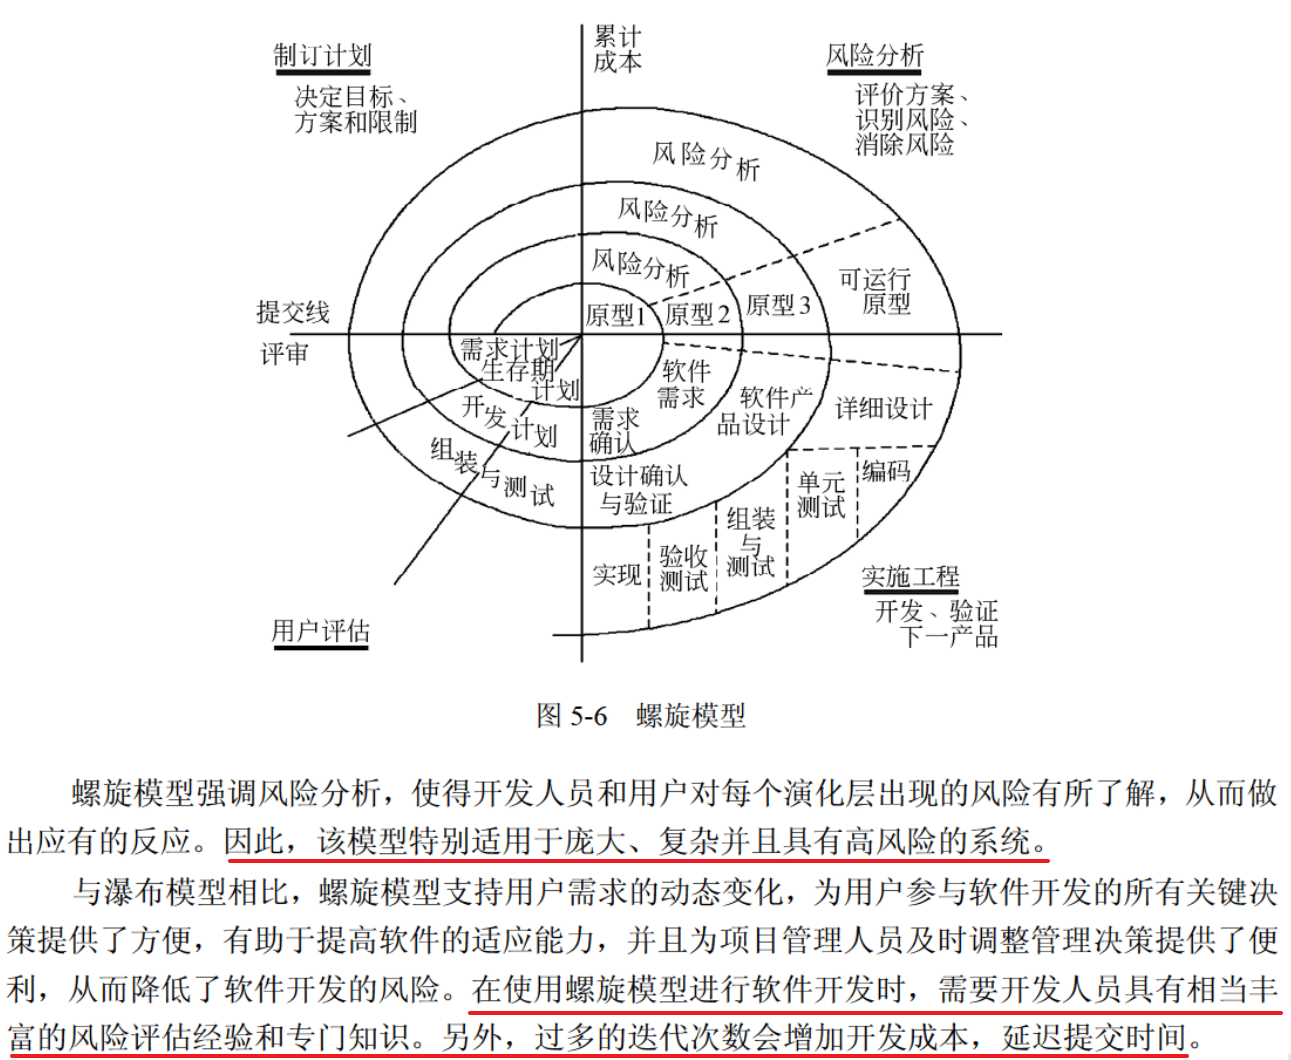 制订计划
决定目标、
方案和限制
累计
成本
风险分析
评价方案、
识别风险、
消除风险
风险分析
风险分析
风险分析
可运行
原型
原型1
原型2
原型3
提交线
评审
需求计划
生存期
计划
开发计划
组装与测试
软件
需求
需求
确认
软件产
品设计
设计确认
与验证
详细设计
编码
单元
测试
组装
与
测试
验收
测试
实现
实施工程
开发、验证
下一产品
用户评估
图 5-6 螺旋模型
螺旋模型强调风险分析，使得开发人员和用户对每个演化层出现的风险有所了解，从而做
出应有的反应。因此，该模型特别适用于庞大、复杂并且具有高风险的系统。
与瀑布模型相比，螺旋模型支持用户需求的动态变化，为用户参与软件开发的所有关键决
策提供了方便，有助于提高软件的适应能力，并且为项目管理人员及时调整管理决策提供了便
利，从而降低了软件开发的风险。在使用螺旋模型进行软件开发时，需要开发人员具有相当丰
富的风险评估经验和专门知识。另外，过多的迭代次数会增加开发成本，延迟提交时间。